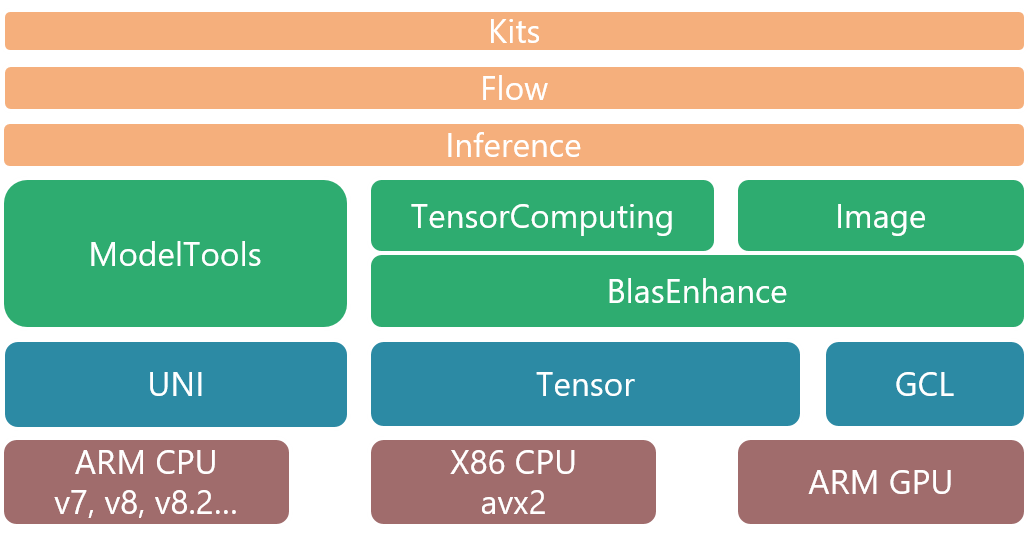 Kits
Flow
Inference
TensorComputing
Image
ModelTools
BlasEnhance
UNI
Tensor
GCL
ARM CPU
v7, v8, v8.2...
X86 CPU
avx2
ARM GPU